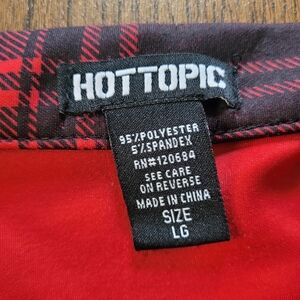 HOTTOPIC
95%POLYESTER
5%SPANDEX
RN#120684
SEE CARE
ON REVERSE
MADE IN CHINA
SIZE
LG